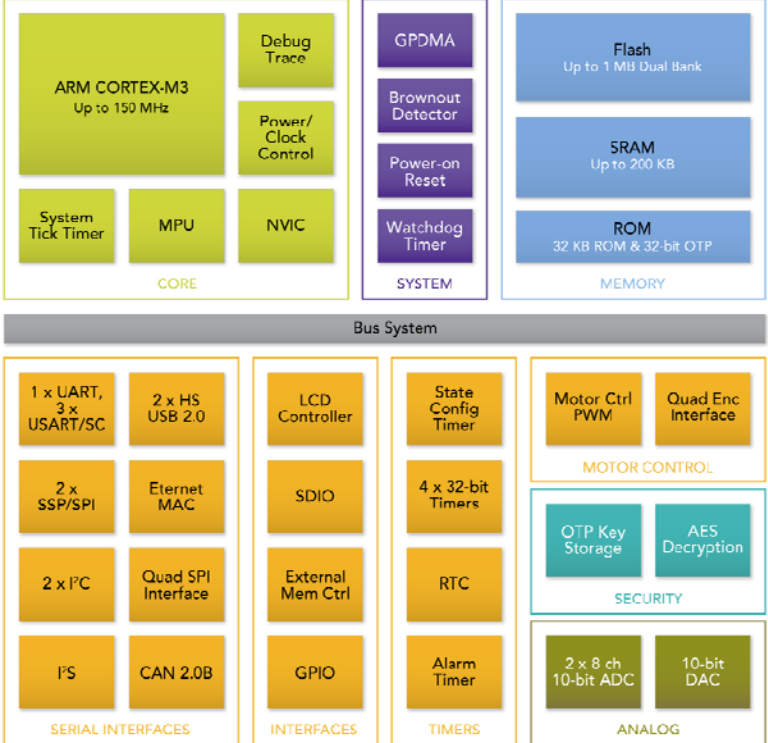 ARM CORTEX-M3
Up to 150 MHz
Debug
Trace
Power/
Clock
Control
System
Tick Timer
MPU
NVIC
CORE
GPDMA
Brownout
Detector
Power-on
Reset
Watchdog
Timer
SYSTEM
Flash
Up to 1 MB Dual Bank
SRAM
Up to 200 KB
ROM
32 KB ROM & 32-bit OTP
MEMORY
Bus System
1 x UART,
3 x
USART/SC
2 x HS
USB 2.0
2 x
SSP/SPI
Eternet
MAC
2 x I²C
Quad SPI
Interface
I²S
CAN 2.0B
SERIAL INTERFACES
LCD
Controller
SDIO
External
Mem Ctrl
GPIO
INTERFACES
State
Config
Timer
4 x 32-bit
Timers
RTC
Alarm
Timer
TIMERS
Motor Ctrl
PWM
Quad Enc
Interface
MOTOR CONTROL
OTP Key
Storage
AES
Decryption
SECURITY
2 x 8 ch
10-bit ADC
10-bit
DAC
ANALOG